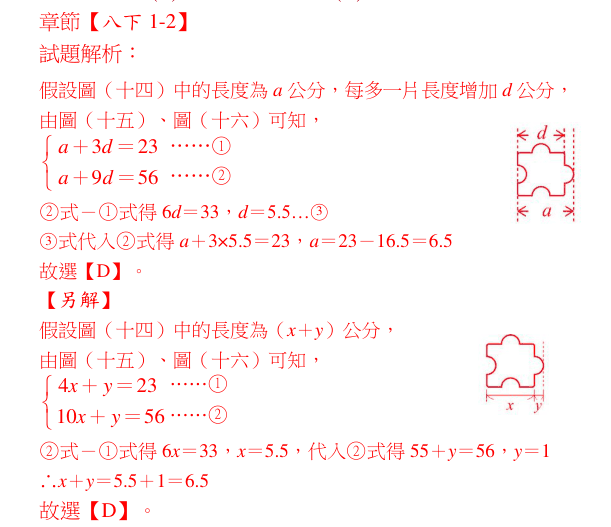 章節【八下 1-2】
試題解析：
假設圖（十四）中的長度為 a 公分，每多一片長度增加 d 公分，
由圖（十五）、圖（十六）可知，
a＋3d＝23 ……①
a＋9d＝56 ……②
d
a
②式－①式得 6d＝33，d＝5.5…③
③式代入②式得 a＋3×5.5＝23，a＝23－16.5＝6.5
故選【D】。
【另解】
假設圖（十四）中的長度為（x＋y）公分，
由圖（十五）、圖（十六）可知，
4x＋y＝23 ……①
10x＋y＝56 ……②
x y
②式－①式得 6x＝33，x＝5.5，代入②式得 55＋y＝56，y＝1
∴x＋y＝5.5＋1＝6.5
故選【D】。